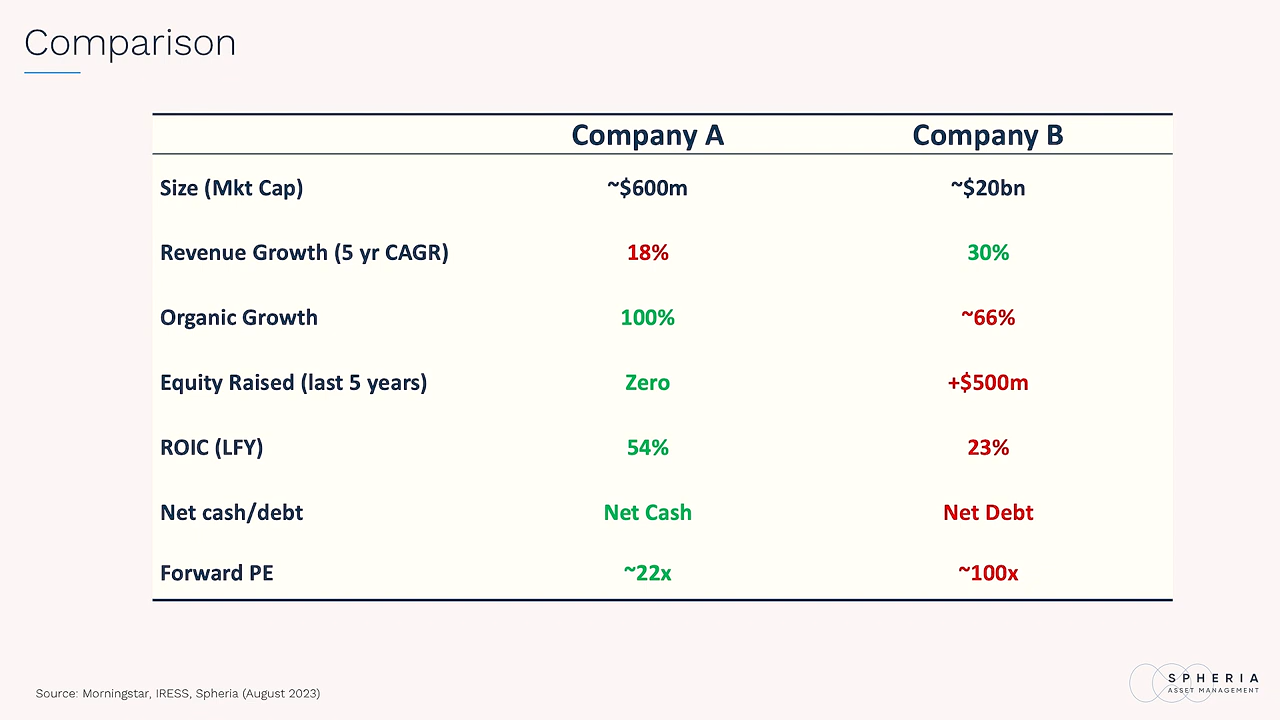 Comparison
Company A Company B
Size (Mkt Cap) ~$600m ~$20bn
Revenue Growth (5 yr CAGR) 18% 30%
Organic Growth 100% ~66%
Equity Raised (last 5 years) Zero +$500m
ROIC (LFY) 54% 23%
Net cash/debt Net Cash Net Debt
Forward PE ~22x ~100x
Source: Morningstar, IRESS, Spheria (August 2023)
SPHERIA
ASSET MANAGEMENT